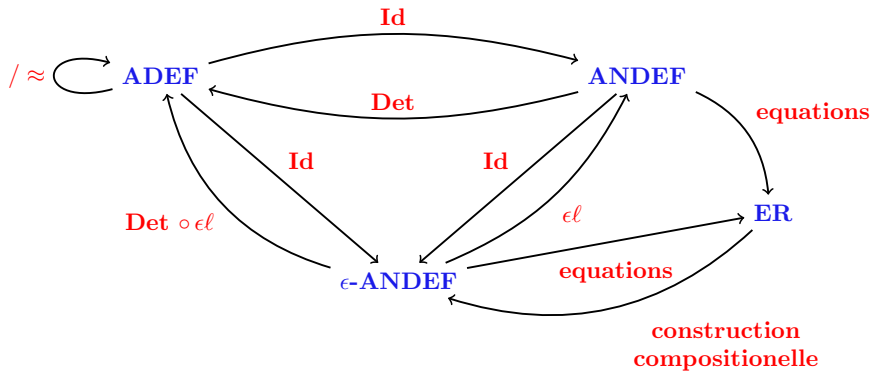 Id
/ ≈
ADEF
ANDEF
Det
equations
Id
Id
ER
Det ∘ ϵℓ
ϵℓ
equations
ϵ-ANDEF
construction
compositionelle